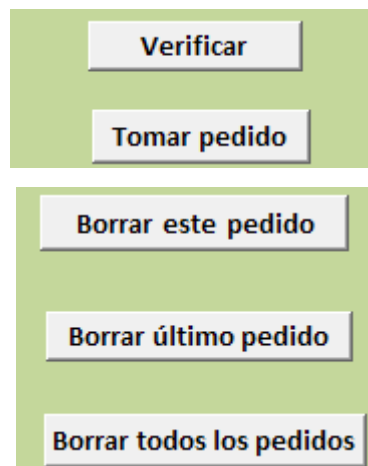 Verificar
Tomar pedido
Borrar este pedido
Borrar último pedido
Borrar todos los pedidos